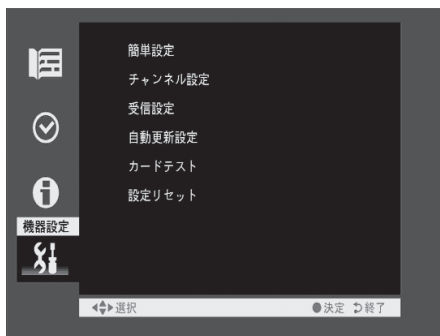 簡単設定
チャンネル設定
受信設定
自動更新設定
カードテスト
設定リセット
機器設定
選択
決定 終了